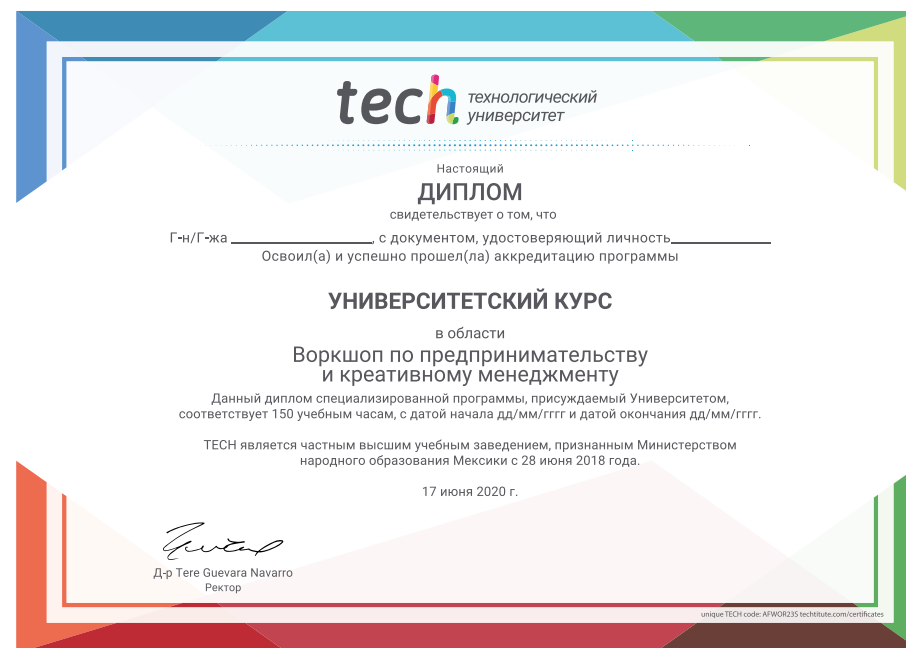 tech технологический
университет
Настоящий
ДИПЛОМ
свидетельствует о том, что
Г-н/Г-жа ____________, с документом, удостоверяющий личность____________
Освоил(а) и успешно прошел(ла) аккредитацию программы
УНИВЕРСИТЕТСКИЙ КУРС
в области
Воркшоп по предпринимательству
и креативному менеджменту
Данный диплом специализированной программы, присуждаемый Университетом,
соответствует 150 учебным часам, с датой начала дд/мм/гггг и датой окончания дд/мм/гггг.
TECH является частным высшим учебным заведением, признанным Министерством
народного образования Мексики с 28 июня 2018 года.
17 июня 2020 г.
Д-р Tere Guevara Navarro
Ректор
unique TECH code: AFWOR23S techtitute.com/certificates